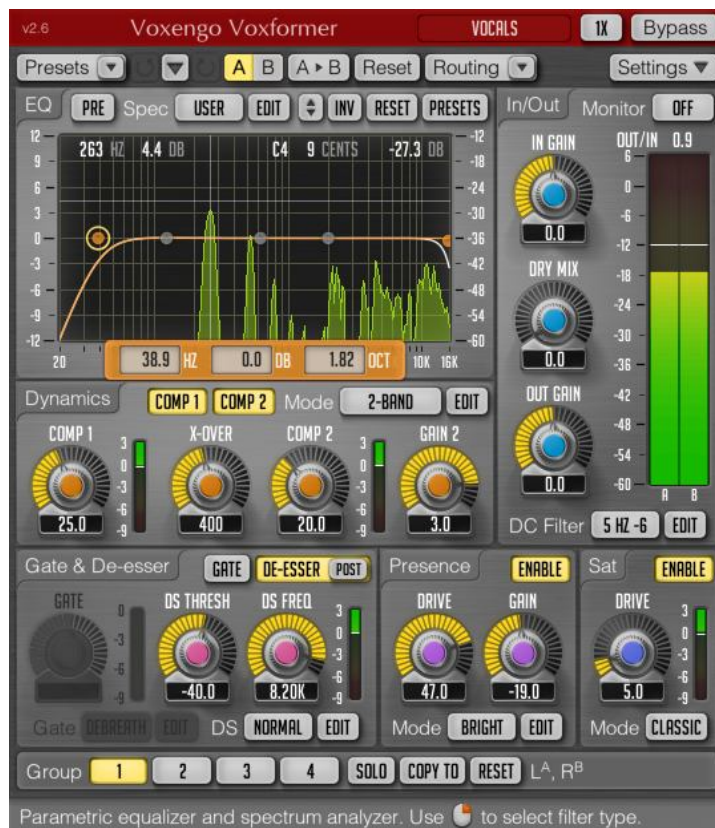 v2.6 Voxengo Voxformer VOCALS 1X Bypass
Presets A B A▸B Reset Routing Settings
EQ PRE Spec USER EDIT INV RESET PRESETS In/Out Monitor OFF
263 HZ 4.4 DB C4 9 CENTS -27.3 DB
12 9 6 3 0 -3 -6 -9 -12
-12 -18 -24 -30 -36 -42 -48 -54 -60
20 38.9 HZ 0.0 DB 1.82 OCT 10K 16K
IN GAIN OUT/IN 0.9
0.0
DRY MIX
0.0
OUT GAIN
0.0
6 0 -6 -12 -18 -24 -30 -36 -42 -48 -54 -60
A B
DC Filter 5 HZ -6 EDIT
Dynamics COMP 1 COMP 2 Mode 2-BAND EDIT
COMP 1 X-OVER COMP 2 GAIN 2
3 0 -3 -6 -9 3 0 -3 -6 -9
25.0 400 20.0 3.0
Gate & De-esser GATE DE-ESSER POST Presence ENABLE Sat ENABLE
GATE DS THRESH DS FREQ DRIVE GAIN DRIVE
0 -3 -6 -9 3 0 -3 -6 -9 3 0 -3 -6 -9
-40.0 8.20K 47.0 -19.0 5.0
Gate DEBREATH EDIT DS NORMAL EDIT Mode BRIGHT EDIT Mode CLASSIC
Group 1 2 3 4 SOLO COPY TO RESET L^A, R^B
Parametric equalizer and spectrum analyzer. Use to select filter type.